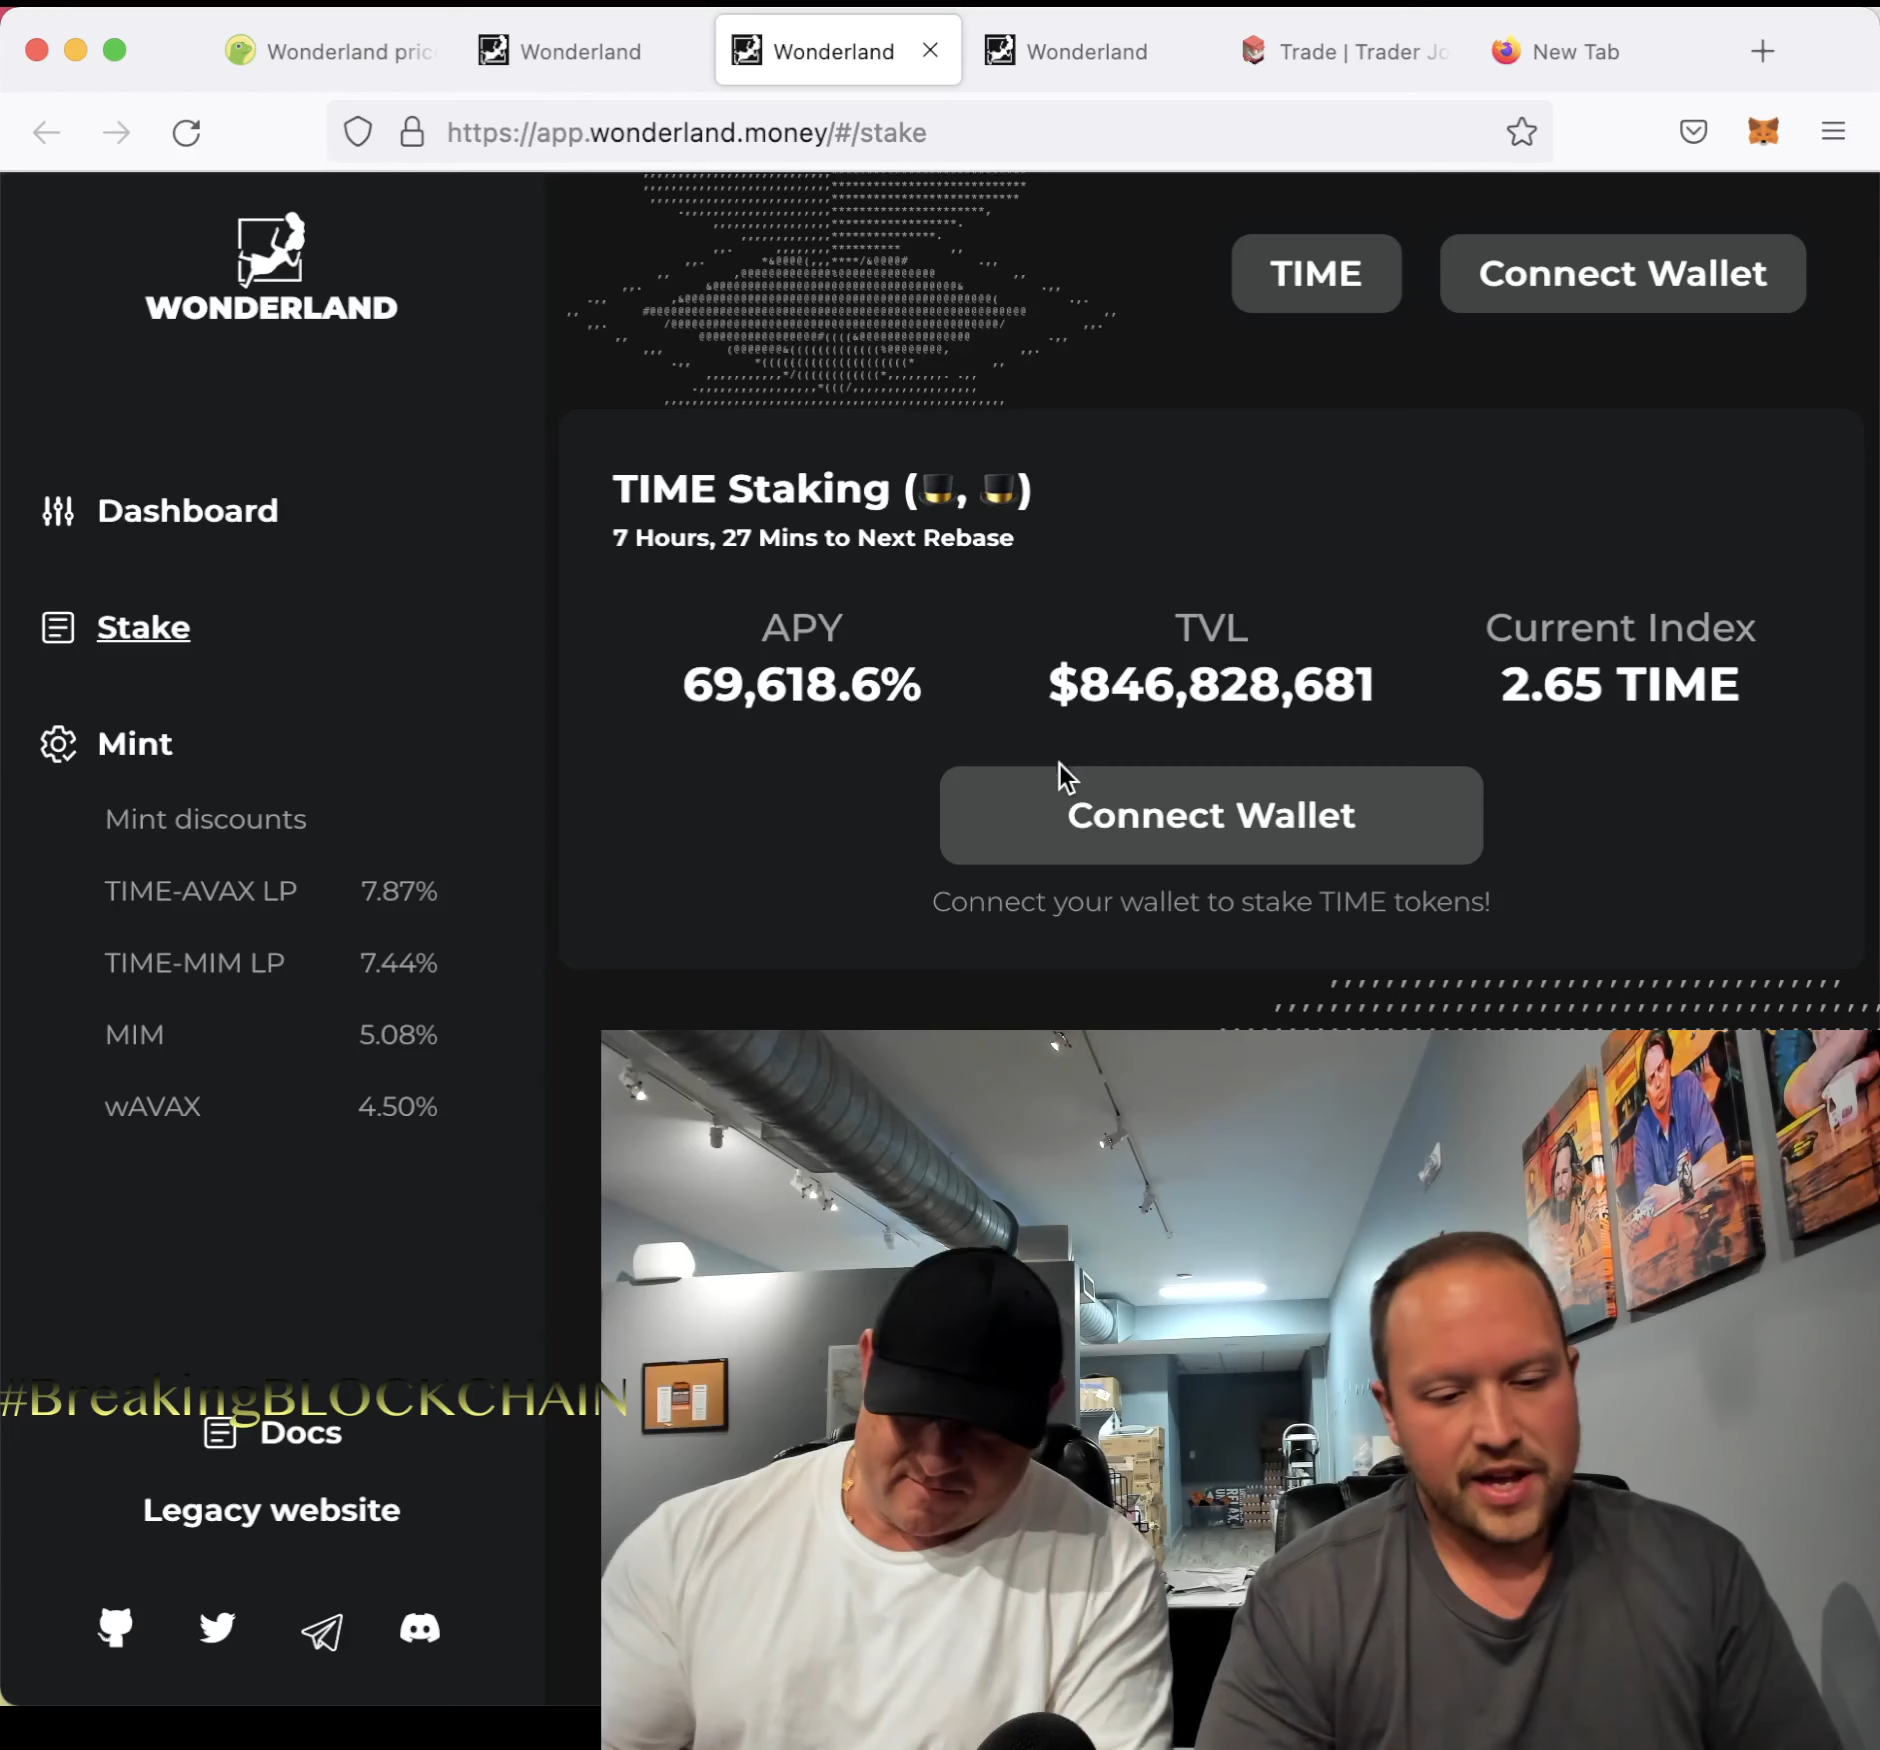 Wonderland pric
Wonderland
Wonderland
Wonderland
Trade | Trader Jo
New Tab
https://app.wonderland.money/#/stake
WONDERLAND
TIME
Connect Wallet
Dashboard
Stake
Mint
Mint discounts
TIME-AVAX LP 7.87%
TIME-MIM LP 7.44%
MIM 5.08%
wAVAX 4.50%
TIME Staking (🎩, 🎩)
7 Hours, 27 Mins to Next Rebase
APY
69,618.6%
TVL
$846,828,681
Current Index
2.65 TIME
Connect Wallet
Connect your wallet to stake TIME tokens!
#BreakingBLOCKCHAIN
Docs
Legacy website